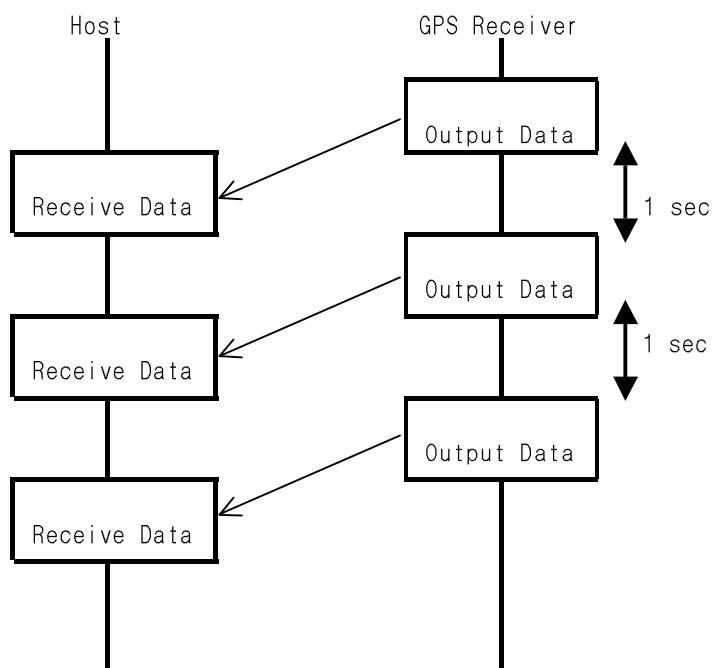 Host
GPS Receiver
Output Data
Receive Data
1 sec
Output Data
Receive Data
1 sec
Output Data
Receive Data